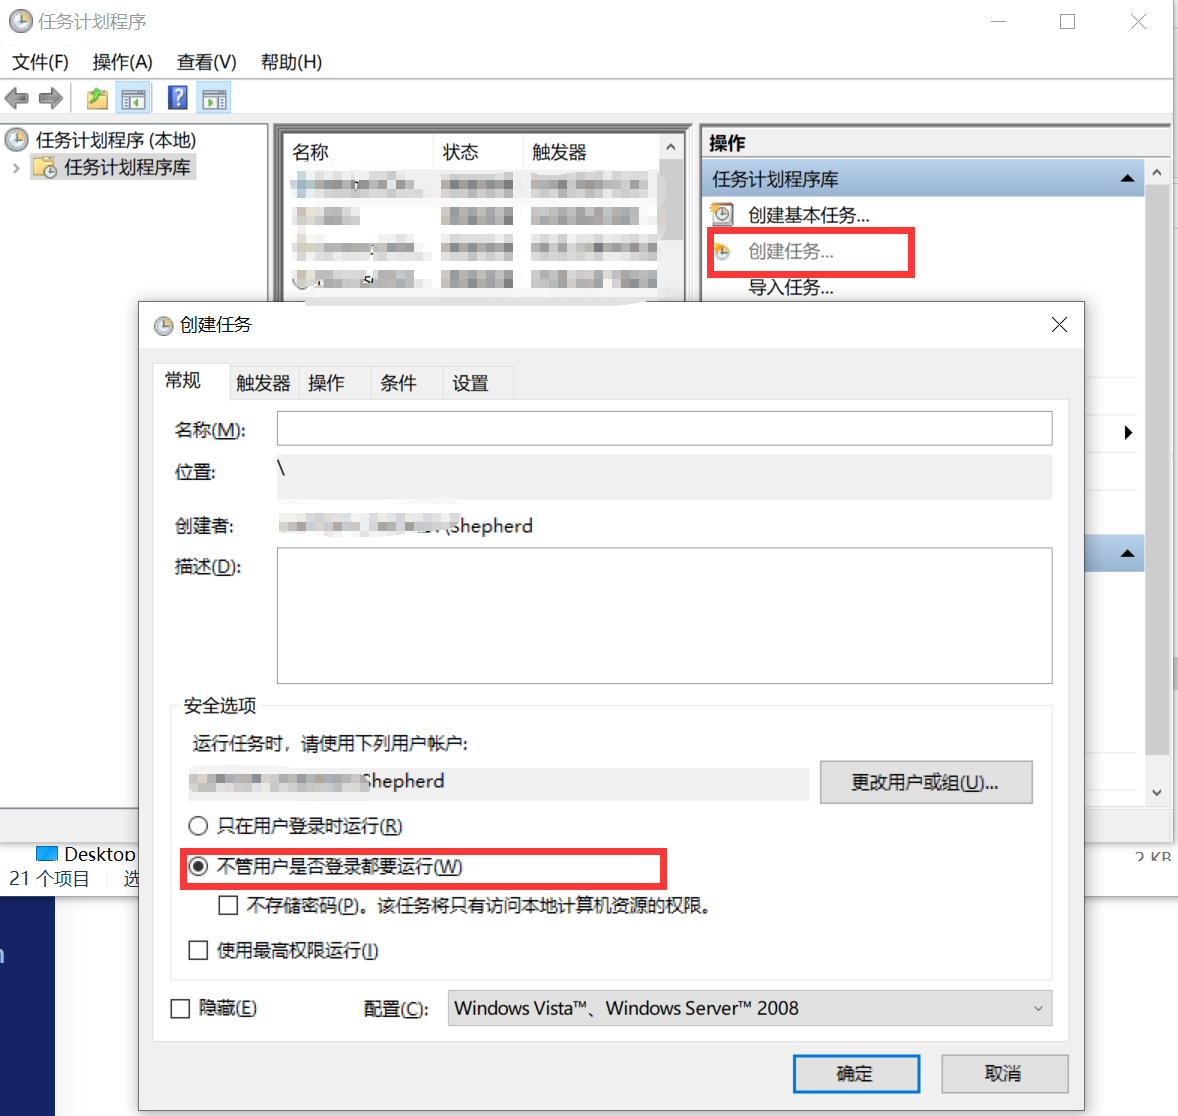 任务计划程序
文件(F) 操作(A) 查看(V) 帮助(H)
任务计划程序 (本地)
任务计划程序库
名称 状态 触发器
操作
任务计划程序库
创建基本任务...
创建任务...
导入任务...
创建任务
常规 触发器 操作 条件 设置
名称(M):
位置: \
创建者: \Shepherd
描述(D):
安全选项
运行任务时，请使用下列用户帐户:
Shepherd
更改用户或组(U)...
只在用户登录时运行(R)
不管用户是否登录都要运行(W)
不存储密码(P)。该任务将只有访问本地计算机资源的权限。
使用最高权限运行(I)
隐藏(E) 配置(C): Windows Vista™、Windows Server™ 2008
确定 取消
Desktop
2 KB
21 个项目 选